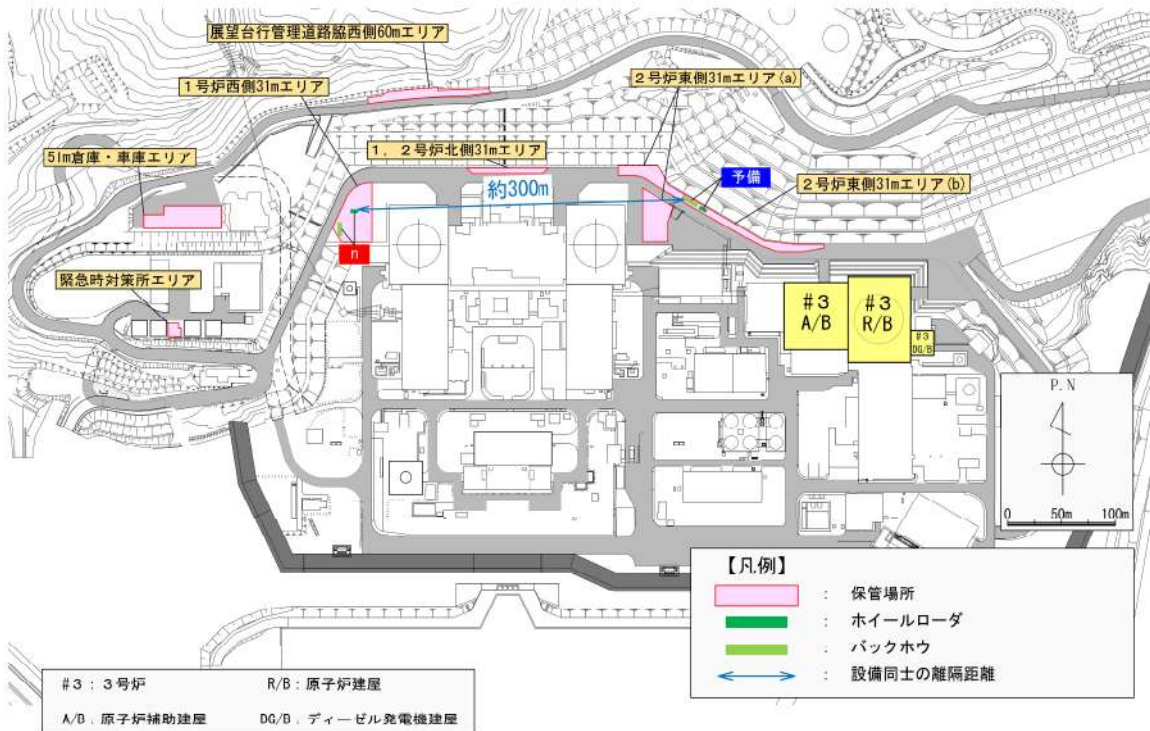 展望台行管理道路脇西側60mエリア
1号炉西側31mエリア
2号炉東側31mエリア(a)
51m倉庫・車庫エリア
1，2号炉北側31mエリア
予備
2号炉東側31mエリア(b)
約300m
n
緊急時対策所エリア
#3
A/B
#3
R/B
#3
DG/B
P.N
0 50m 100m
【凡例】
： 保管場所
： ホイールローダ
： バックホウ
： 設備同士の離隔距離
#3：3号炉 R/B：原子炉建屋
A/B．原子炉補助建屋 DG/B．ディーゼル発電機建屋